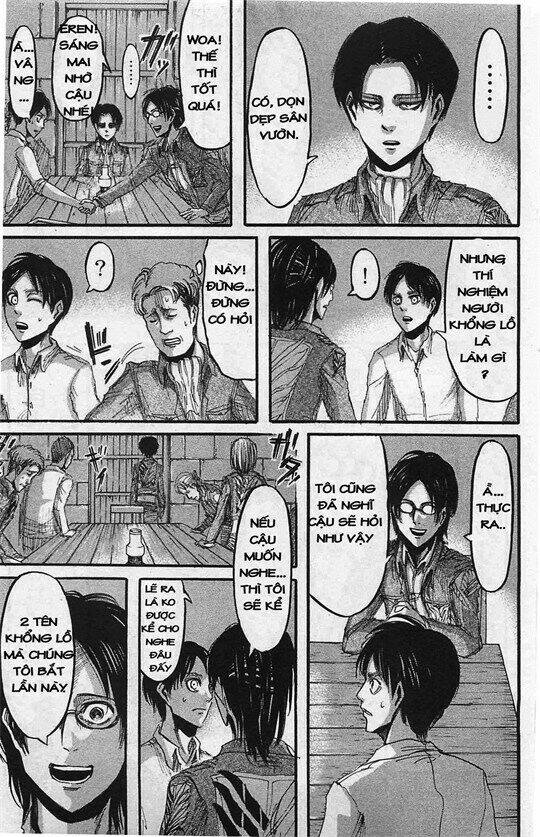 ......
CÓ, DỌN
DẸP SÂN
VƯỜN.
WOA!
THẾ
THÌ
TỐT
QUÁ!
......
EREN!
SÁNG
MAI
NHỜ
CẬU
NHÉ!
Á...
VÂNG
...
NHƯNG
THÍ
NGHIỆM
NGƯỜI
KHỔNG LỒ
LÀ
LÀM GÌ
?
!
NÀY!
ĐỪNG...
ĐỪNG
CÓ HỎI
?
Ả...
THỰC
RA..
TÔI CŨNG
ĐÃ NGHĨ
CẬU SẼ HỎI
NHƯ VẬY
NẾU
CẬU
MUỐN
NGHE...
THÌ TÔI
SẼ KỂ
LẼ RA
LÀ KO
ĐƯỢC
KỂ CHO
NGHE
ĐÂU
ĐẤY
2 TÊN
KHỔNG LỒ
MÀ CHÚNG
TÔI BẮT
LẦN NÀY